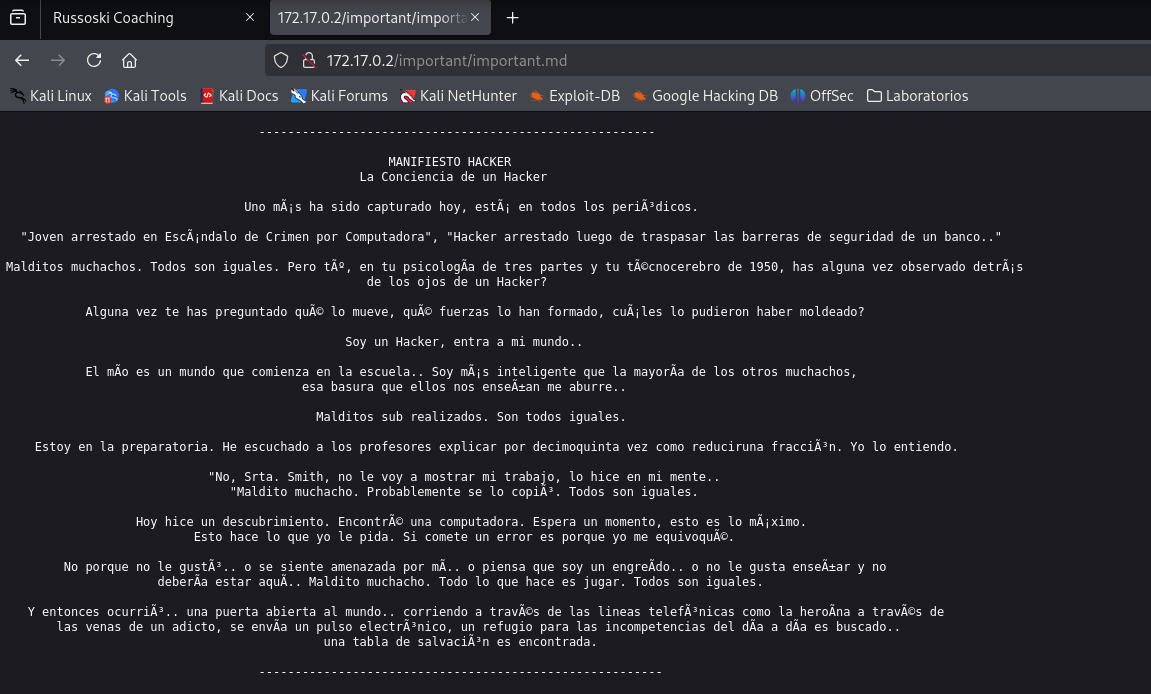 Russoski Coaching
172.17.0.2/important/importa
172.17.0.2/important/important.md
Kali Linux Kali Tools Kali Docs Kali Forums Kali NetHunter Exploit-DB Google Hacking DB OffSec Laboratorios
-------------------------------------------------------
MANIFIESTO HACKER
La Conciencia de un Hacker
Uno mÃ¡s ha sido capturado hoy, estÃ¡ en todos los periÃ³dicos.
"Joven arrestado en EscÃ¡ndalo de Crimen por Computadora", "Hacker arrestado luego de traspasar las barreras de seguridad de un banco.."
Malditos muchachos. Todos son iguales. Pero tÃº, en tu psicologÃa de tres partes y tu tÃ©cnocerebro de 1950, has alguna vez observado detrÃ¡s
de los ojos de un Hacker?
Alguna vez te has preguntado quÃ© lo mueve, quÃ© fuerzas lo han formado, cuÃ¡les lo pudieron haber moldeado?
Soy un Hacker, entra a mi mundo..
El mÃo es un mundo que comienza en la escuela.. Soy mÃ¡s inteligente que la mayorÃa de los otros muchachos,
esa basura que ellos nos enseÃ±an me aburre..
Malditos sub realizados. Son todos iguales.
Estoy en la preparatoria. He escuchado a los profesores explicar por decimoquinta vez como reduciruna fracciÃ³n. Yo lo entiendo.
"No, Srta. Smith, no le voy a mostrar mi trabajo, lo hice en mi mente..
"Maldito muchacho. Probablemente se lo copiÃ³. Todos son iguales.
Hoy hice un descubrimiento. EncontrÃ© una computadora. Espera un momento, esto es lo mÃ¡ximo.
Esto hace lo que yo le pida. Si comete un error es porque yo me equivoquÃ©.
No porque no le gustÃ³.. o se siente amenazada por mÃ.. o piensa que soy un engreÃdo.. o no le gusta enseÃ±ar y no
deberÃa estar aquÃ.. Maldito muchacho. Todo lo que hace es jugar. Todos son iguales.
Y entonces ocurriÃ³.. una puerta abierta al mundo.. corriendo a travÃ©s de las lineas telefÃ³nicas como la heroÃna a travÃ©s de
las venas de un adicto, se envÃa un pulso electrÃ³nico, un refugio para las incompetencias del dÃa a dÃa es buscado..
una tabla de salvaciÃ³n es encontrada.
--------------------------------------------------------